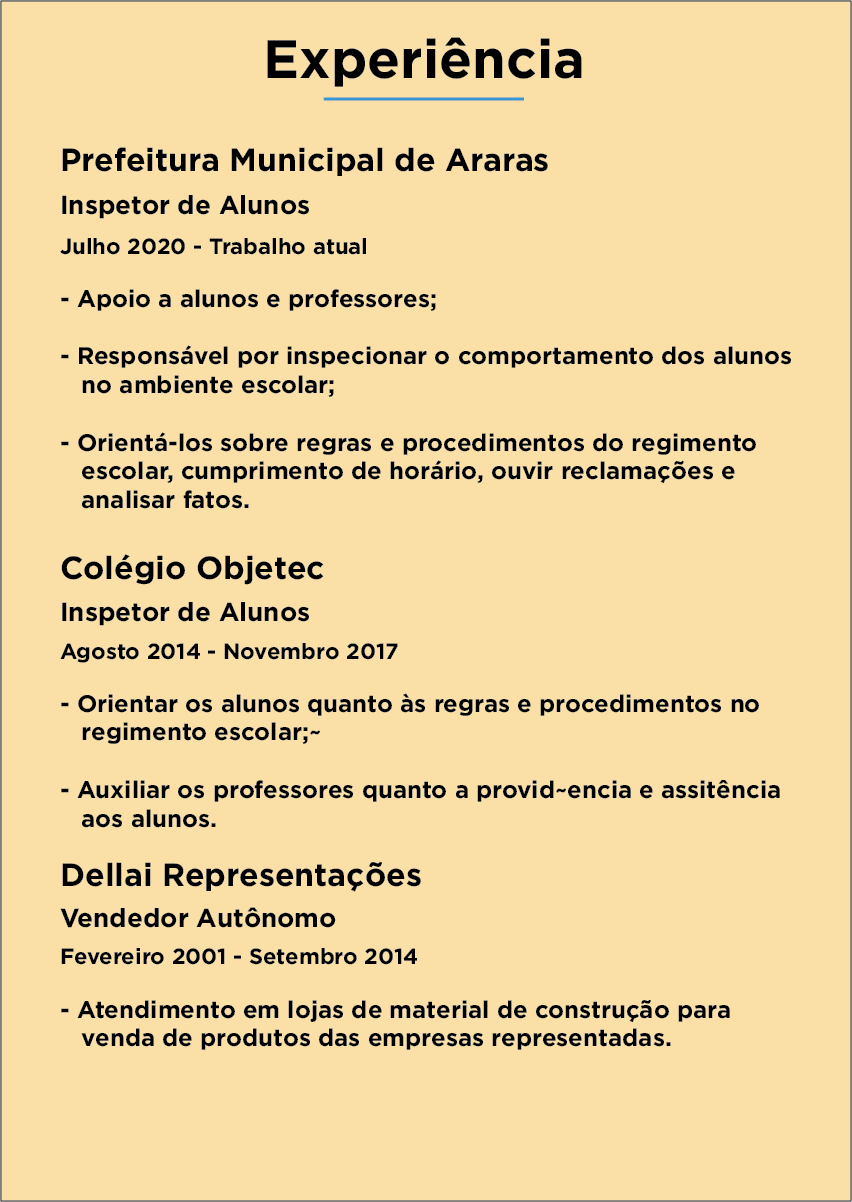 Experiência
Prefeitura Municipal de Araras
Inspetor de Alunos
Julho 2020 - Trabalho atual
- Apoio a alunos e professores;
- Responsável por inspecionar o comportamento dos alunos
no ambiente escolar;
- Orientá-los sobre regras e procedimentos do regimento
escolar, cumprimento de horário, ouvir reclamações e
analisar fatos.
Colégio Objetec
Inspetor de Alunos
Agosto 2014 - Novembro 2017
- Orientar os alunos quanto às regras e procedimentos no
regimento escolar;~
- Auxiliar os professores quanto a provid~encia e assitência
aos alunos.
Dellai Representações
Vendedor Autônomo
Fevereiro 2001 - Setembro 2014
- Atendimento em lojas de material de construção para
venda de produtos das empresas representadas.